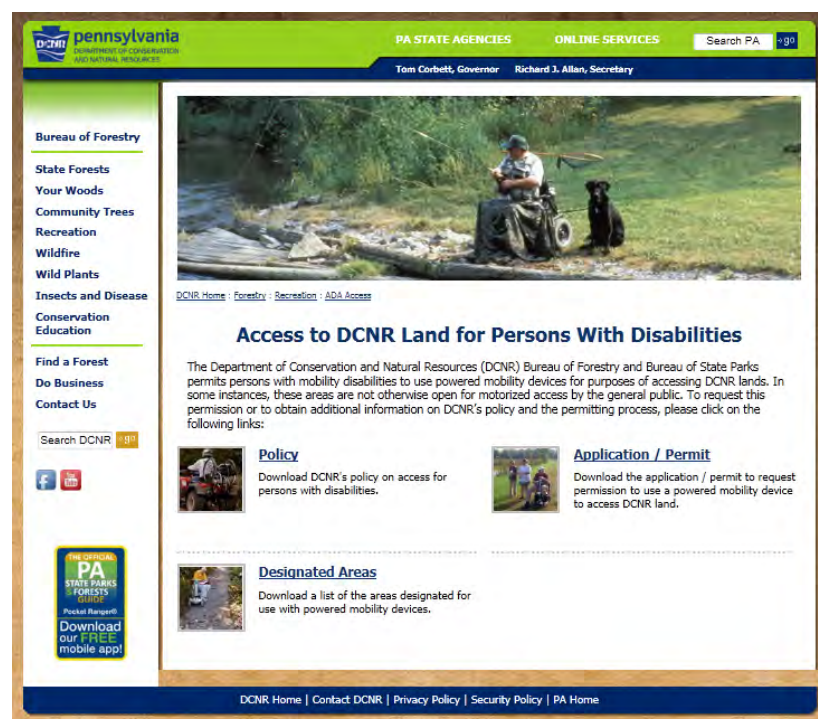 DCNR
pennsylvania
DEPARTMENT OF CONSERVATION
AND NATURAL RESOURCES
PA STATE AGENCIES
ONLINE SERVICES
Search PA
go
Tom Corbett, Governor
Richard J. Allan, Secretary
Bureau of Forestry
State Forests
Your Woods
Community Trees
Recreation
Wildfire
Wild Plants
Insects and Disease
Conservation
Education
Find a Forest
Do Business
Contact Us
Search DCNR
go
f
You
Tube
THE OFFICIAL
PA
STATE PARKS
& FORESTS
GUIDE
Pocket Ranger®
Download
our FREE
mobile app!
DCNR Home : Forestry : Recreation : ADA Access
Access to DCNR Land for Persons With Disabilities
The Department of Conservation and Natural Resources (DCNR) Bureau of Forestry and Bureau of State Parks
permits persons with mobility disabilities to use powered mobility devices for purposes of accessing DCNR lands. In
some instances, these areas are not otherwise open for motorized access by the general public. To request this
permission or to obtain additional information on DCNR's policy and the permitting process, please click on the
following links:
Policy
Download DCNR's policy on access for
persons with disabilities.
Application / Permit
Download the application / permit to request
permission to use a powered mobility device
to access DCNR land.
Designated Areas
Download a list of the areas designated for
use with powered mobility devices.
DCNR Home | Contact DCNR | Privacy Policy | Security Policy | PA Home